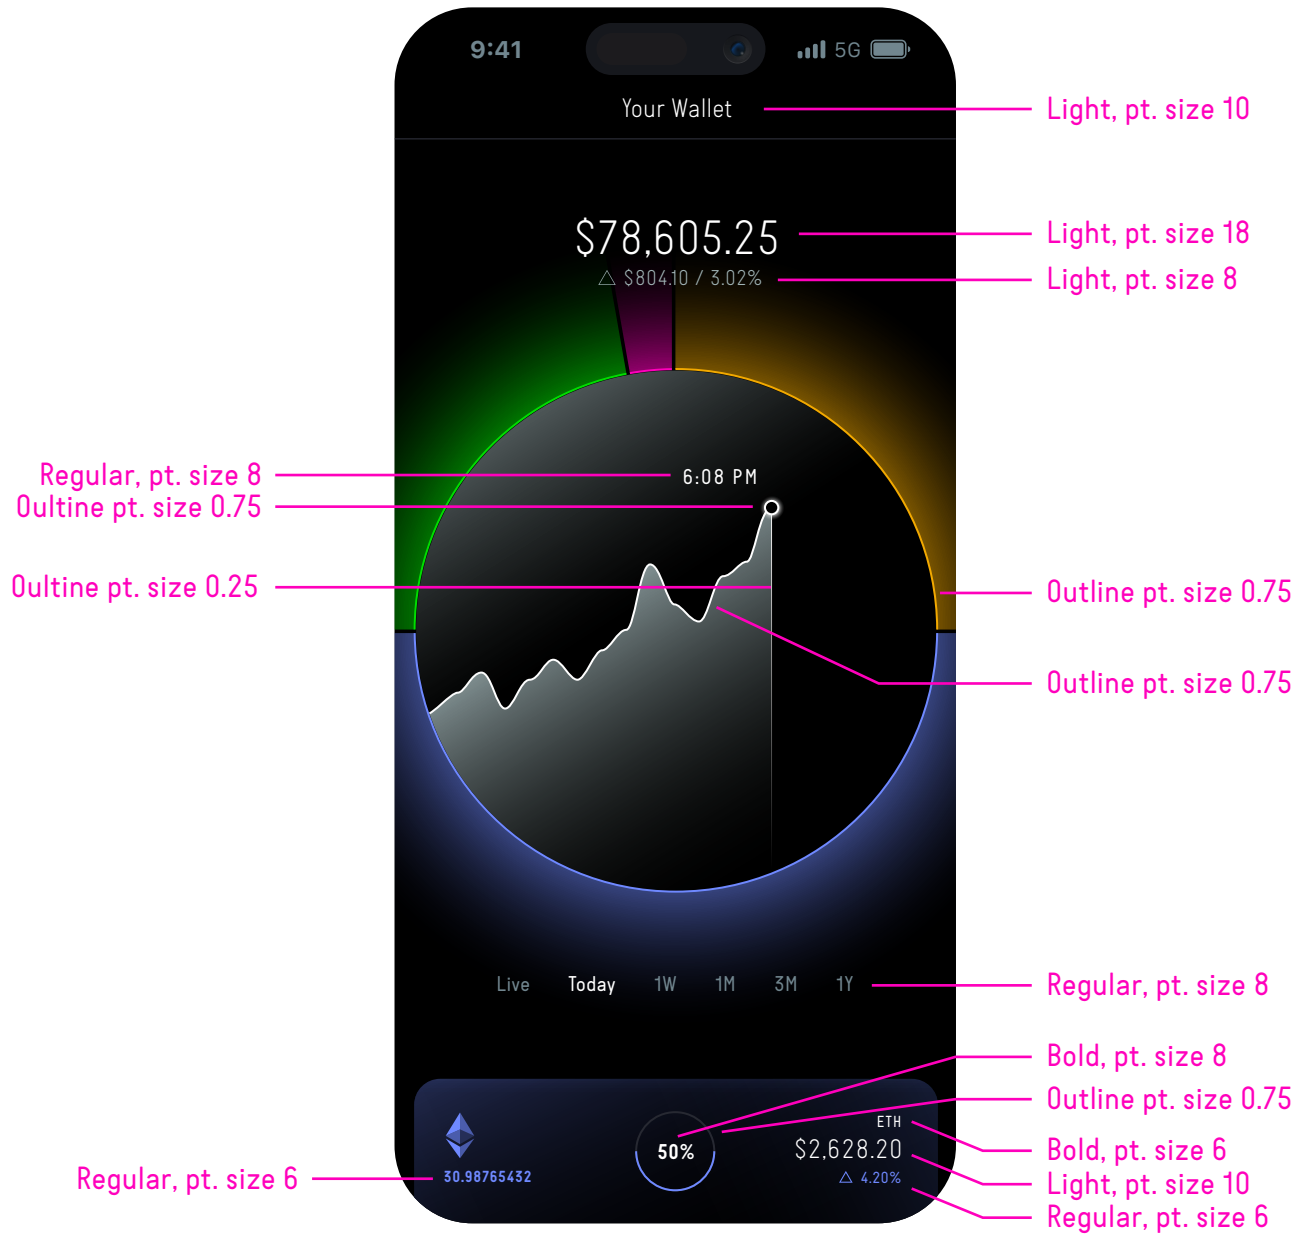 9:41
5G
Your Wallet
Light, pt. size 10
$78,605.25
Light, pt. size 18
△ $804.10 / 3.02%
Light, pt. size 8
Regular, pt. size 8
6:08 PM
Oultine pt. size 0.75
Oultine pt. size 0.25
Outline pt. size 0.75
Outline pt. size 0.75
Live Today 1W 1M 3M 1Y
Regular, pt. size 8
Bold, pt. size 8
Outline pt. size 0.75
ETH
Bold, pt. size 6
50%
$2,628.20
Light, pt. size 10
Regular, pt. size 6
30.98765432
△ 4.20%
Regular, pt. size 6